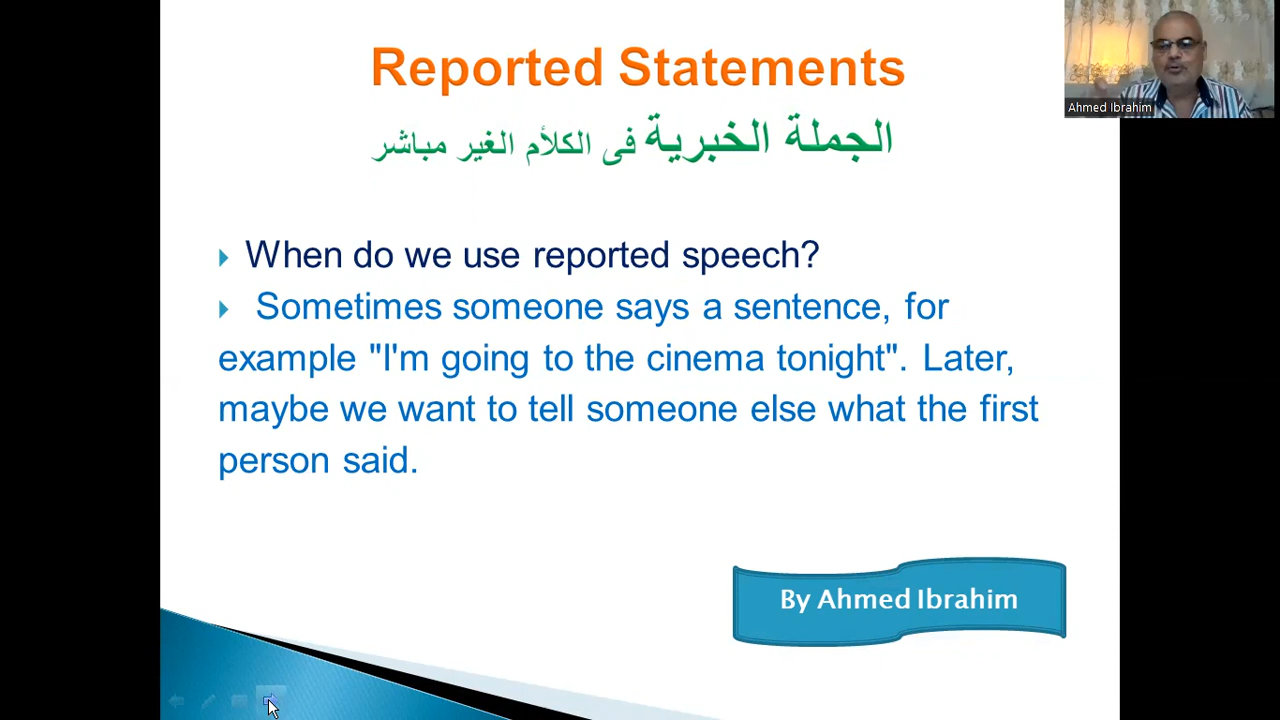 Reported Statements
الجملة الخبرية فى الكلأم الغير مباشر
Ahmed Ibrahim
When do we use reported speech?
Sometimes someone says a sentence, for
example "I'm going to the cinema tonight". Later,
maybe we want to tell someone else what the first
person said.
By Ahmed Ibrahim